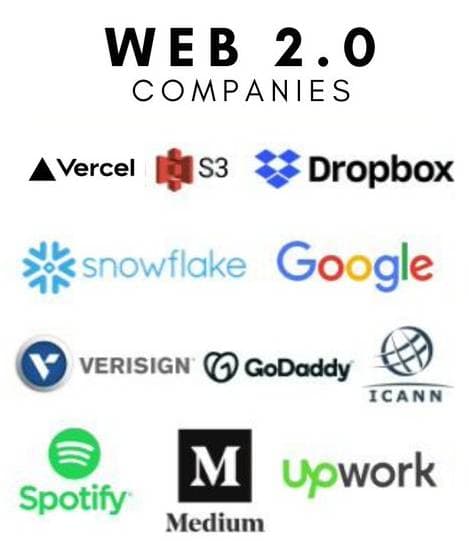 WEB 2.0
COMPANIES
Vercel S3 Dropbox
snowflake Google
VERISIGN GoDaddy ICANN
Spotify M Medium upwork